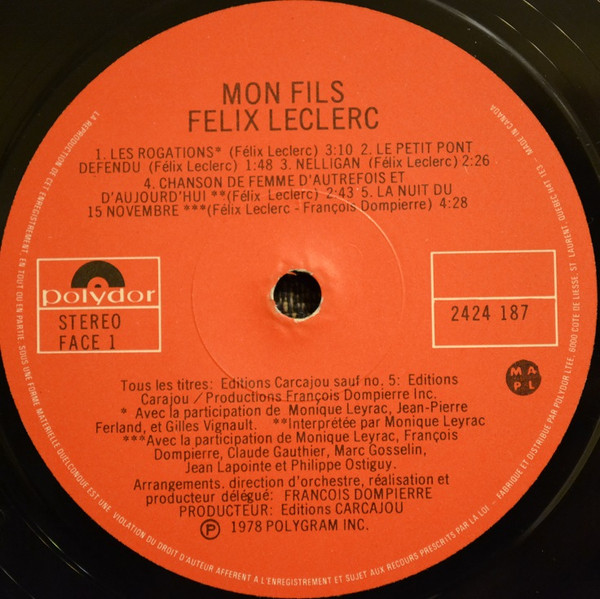 MON FILS
FELIX LECLERC
1. LES ROGATIONS* (Félix Leclerc) 3:10 2. LE PETIT PONT
DEFENDU (Félix Leclerc) 1:48 3. NELLIGAN (Félix Leclerc) 2:26
4. CHANSON DE FEMME D'AUTREFOIS ET
D'AUJOURD'HUI **(Félix Leclerc) 2:43 5. LA NUIT DU
15 NOVEMBRE ***(Félix Leclerc - François Dompierre) 4:28
polydor
STEREO
FACE 1
2424 187
MAPL
Tous les titres: Editions Carcajou sauf no. 5: Editions
Carajou / Productions François Dompierre Inc.
* Avec la participation de Monique Leyrac, Jean-Pierre
Ferland, et Gilles Vignault. **Interprétée par Monique Leyrac
***Avec la participation de Monique Leyrac, François
Dompierre, Claude Gauthier, Marc Gosselin,
Jean Lapointe et Philippe Ostiguy.
Arrangements. direction d'orchestre, réalisation et
producteur délégué: FRANCOIS DOMPIERRE
PRODUCTEUR: Editions CARCAJOU
Ⓟ 1978 POLYGRAM INC.
LA REPRODUCTION DE CET ENREGISTREMENT, EN TOUT OU EN PARTIE, SOUS UNE FORME MATERIELLE QUELCONQUE EST UNE VIOLATION DU DROIT D'AUTEUR AFFERENT A L'ENREGISTREMENT ET SUJET AUX RECOURS PRESCRITS PAR LA LOI - FABRIQUE ET DISTRIBUE PAR POLYDOR LTEE, 6000 COTE DE LIESSE, ST LAURENT, QUEBEC H4T 1E3 - MADE IN CANADA